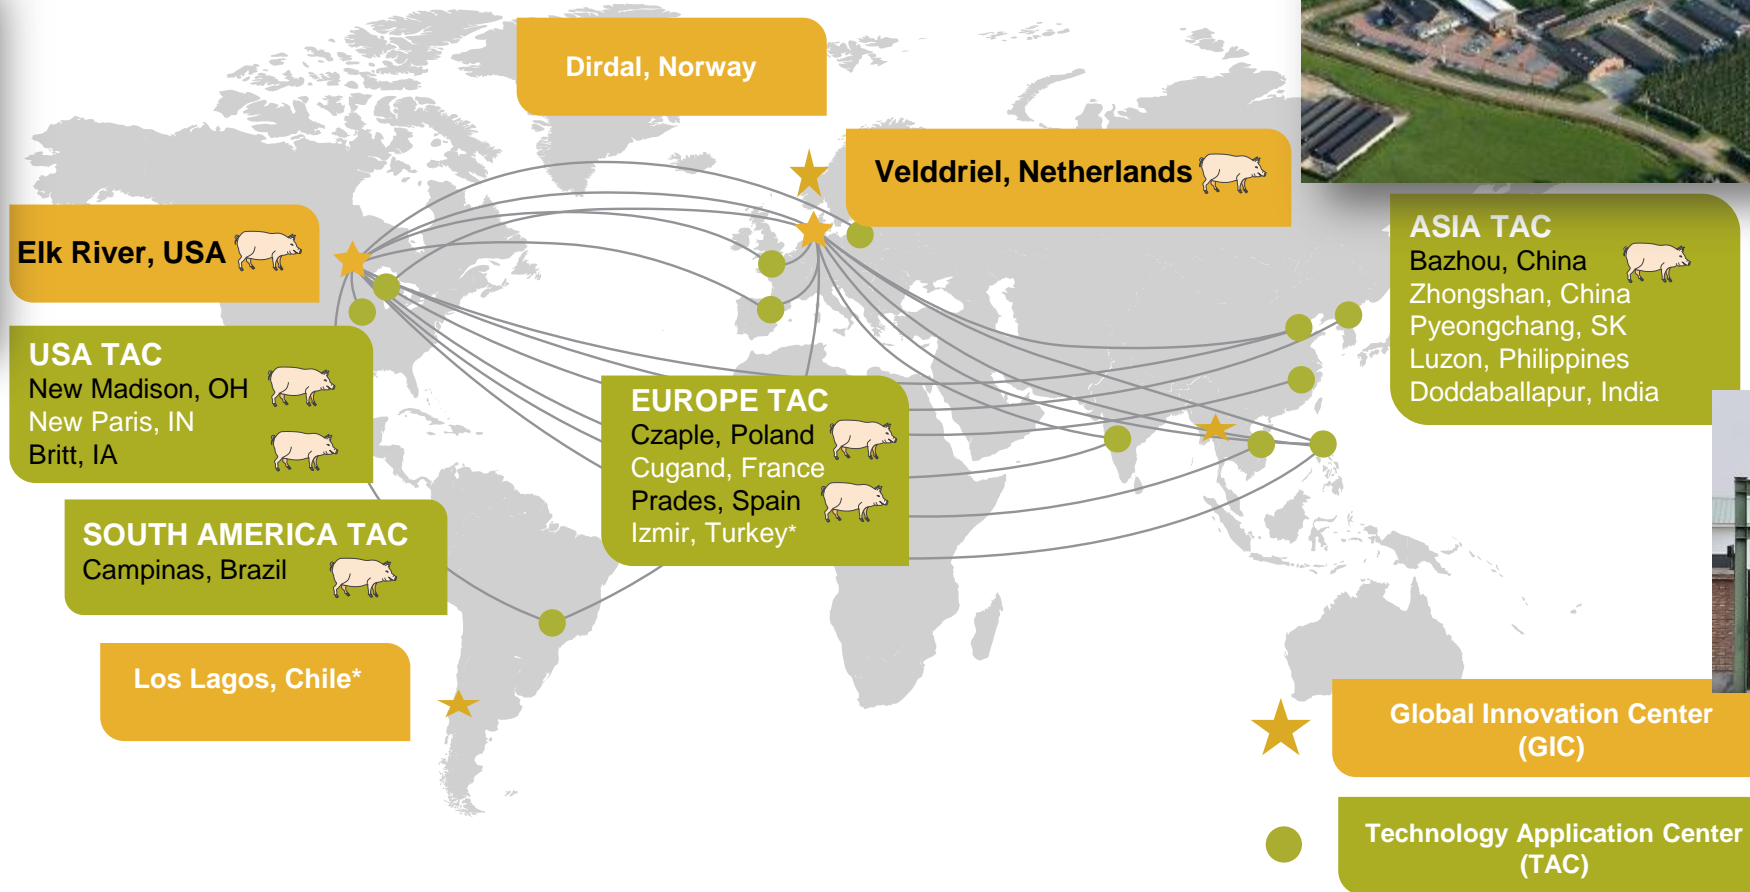 Dirdal, Norway
Velddriel, Netherlands
Elk River, USA
ASIA TAC
Bazhou, China
Zhongshan, China
Pyeongchang, SK
Luzon, Philippines
Doddaballapur, India
USA TAC
New Madison, OH
New Paris, IN
Britt, IA
EUROPE TAC
Czaple, Poland
Cugand, France
Prades, Spain
Izmir, Turkey*
SOUTH AMERICA TAC
Campinas, Brazil
Los Lagos, Chile*
Global Innovation Center
(GIC)
Technology Application Center
(TAC)